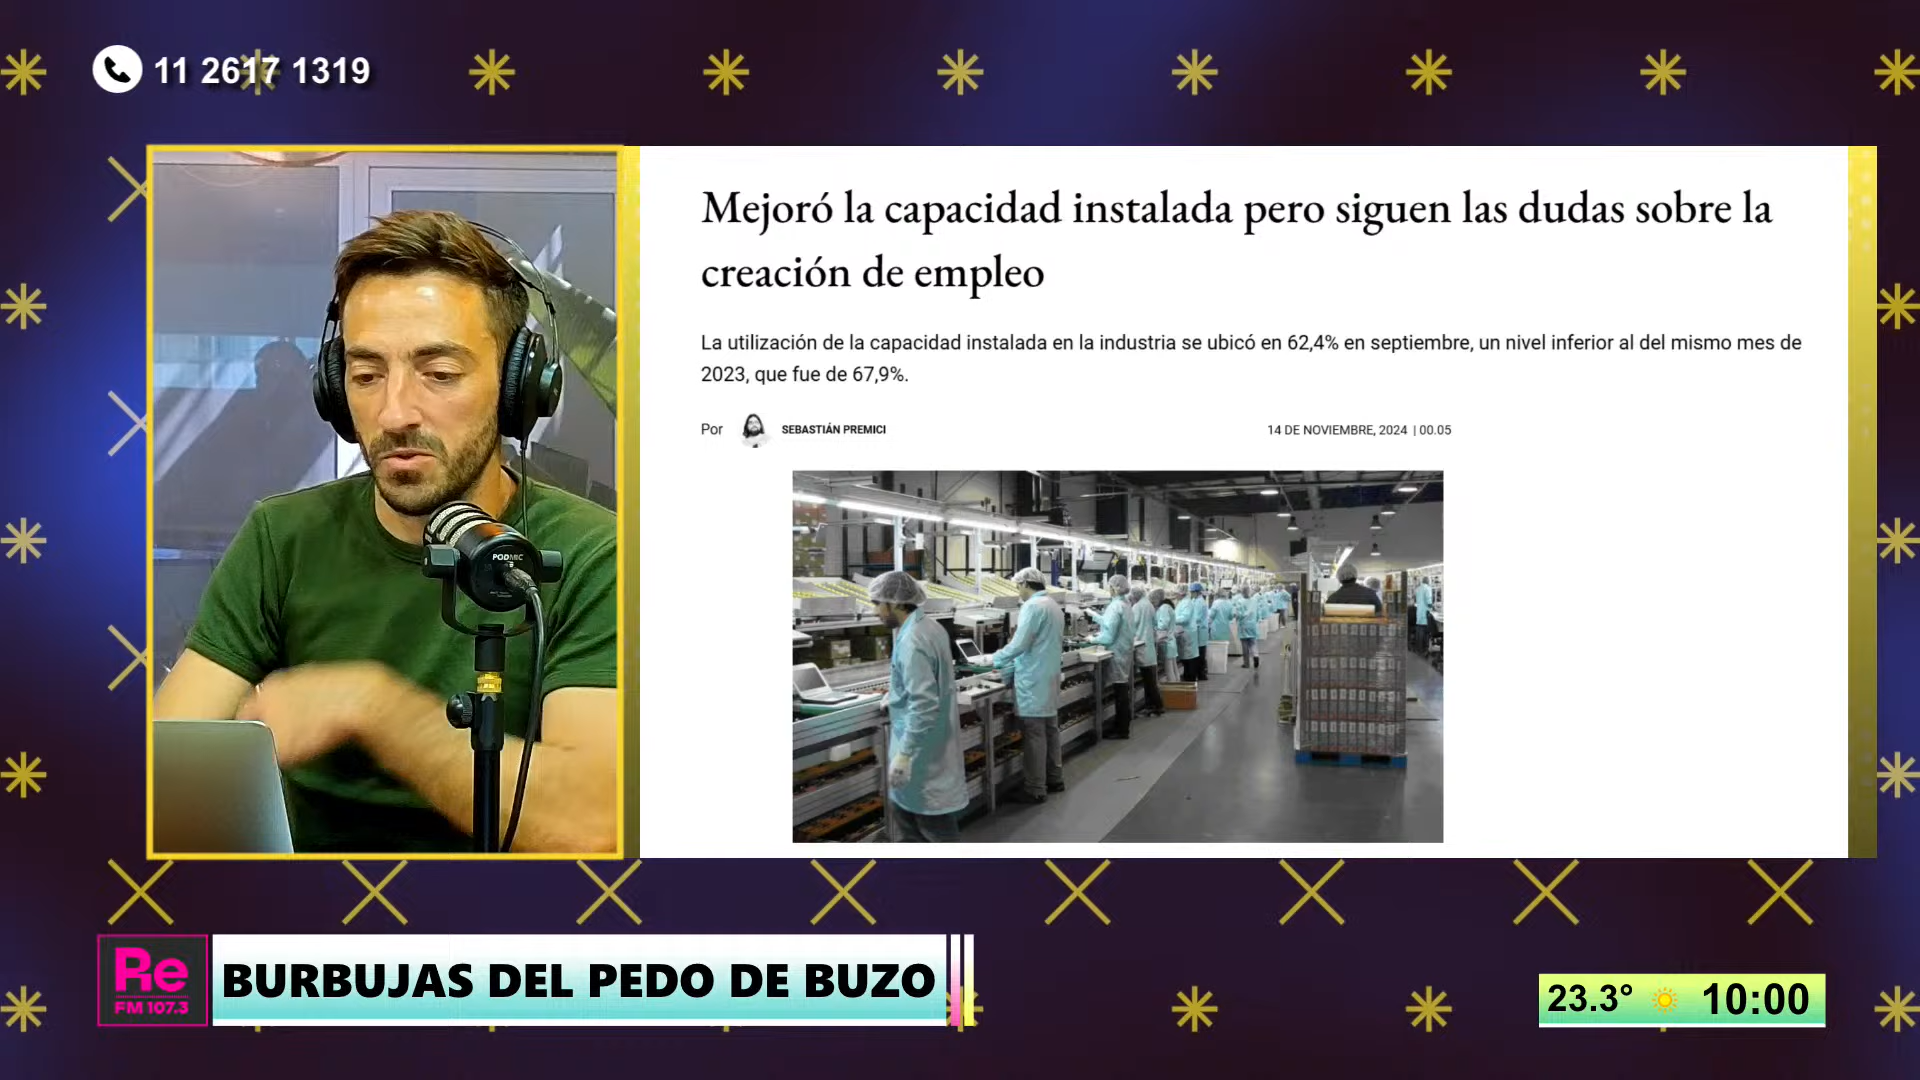 11 2617 1319
Mejoró la capacidad instalada pero siguen las dudas sobre la
creación de empleo
La utilización de la capacidad instalada en la industria se ubicó en 62,4% en septiembre, un nivel inferior al del mismo mes de
2023, que fue de 67,9%.
Por SEBASTIÁN PREMICI 14 DE NOVIEMBRE, 2024 | 00.05
PODMIC
Re
FM 107.3
BURBUJAS DEL PEDO DE BUZO
23.3° 10:00